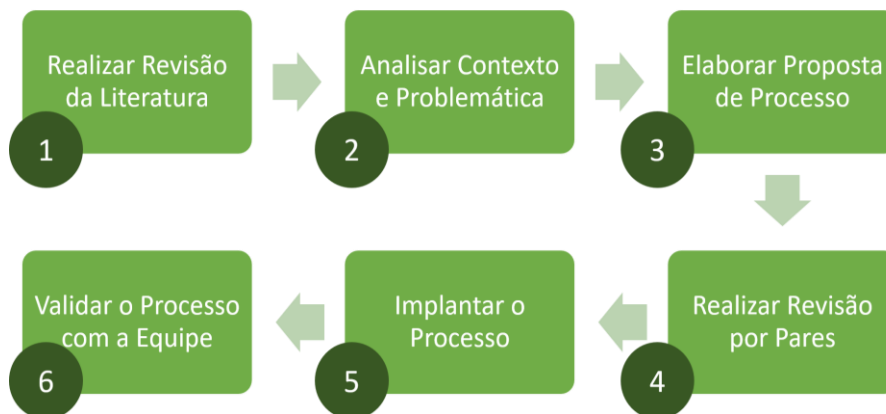 Realizar Revisão
da Literatura
1
Analisar Contexto
e Problemática
2
Elaborar Proposta
de Processo
3
Realizar Revisão
por Pares
4
Implantar o
Processo
5
Validar o Processo
com a Equipe
6